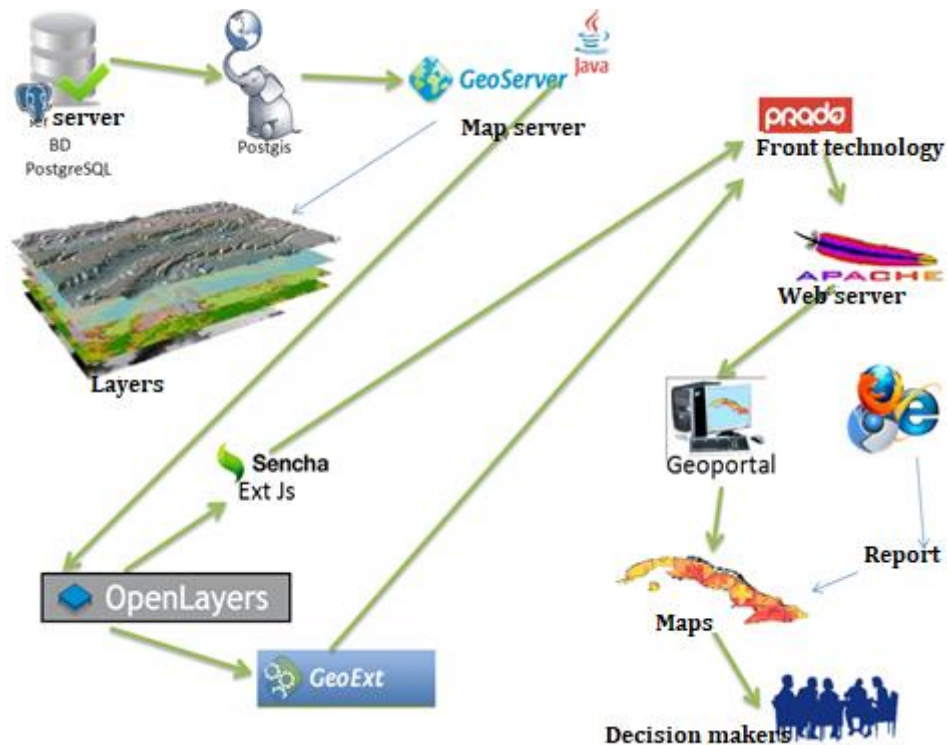 server
BD
PostgreSQL
Postgis
GeoServer
Map server
Java
prado
Front technology
APACHE
Web server
Layers
Sencha
Ext Js
Geoportal
OpenLayers
Report
GeoExt
Maps
Decision makers